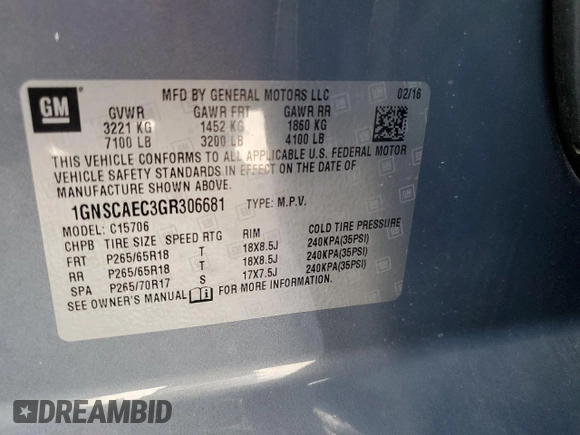 GM
MFD BY GENERAL MOTORS LLC 02/16
GVWR GAWR FRT GAWR RR
3221 KG 1452 KG 1860 KG
7100 LB 3200 LB 4100 LB
THIS VEHICLE CONFORMS TO ALL APPLICABLE U.S. FEDERAL MOTOR
VEHICLE SAFETY STANDARDS IN EFFECT ON THE DATE OF
MANUFACTURE SHOWN ABOVE.
1GNSCAEC3GR306681 TYPE: M.P.V.
MODEL: C15706
CHPB TIRE SIZE SPEED RTG RIM COLD TIRE PRESSURE
FRT P265/65R18 T 18X8.5J 240KPA(35PSI)
RR P265/65R18 T 18X8.5J 240KPA(35PSI)
SPA P265/70R17 S 17X7.5J 240KPA(35PSI)
SEE OWNER'S MANUAL FOR MORE INFORMATION.
DREAMBID